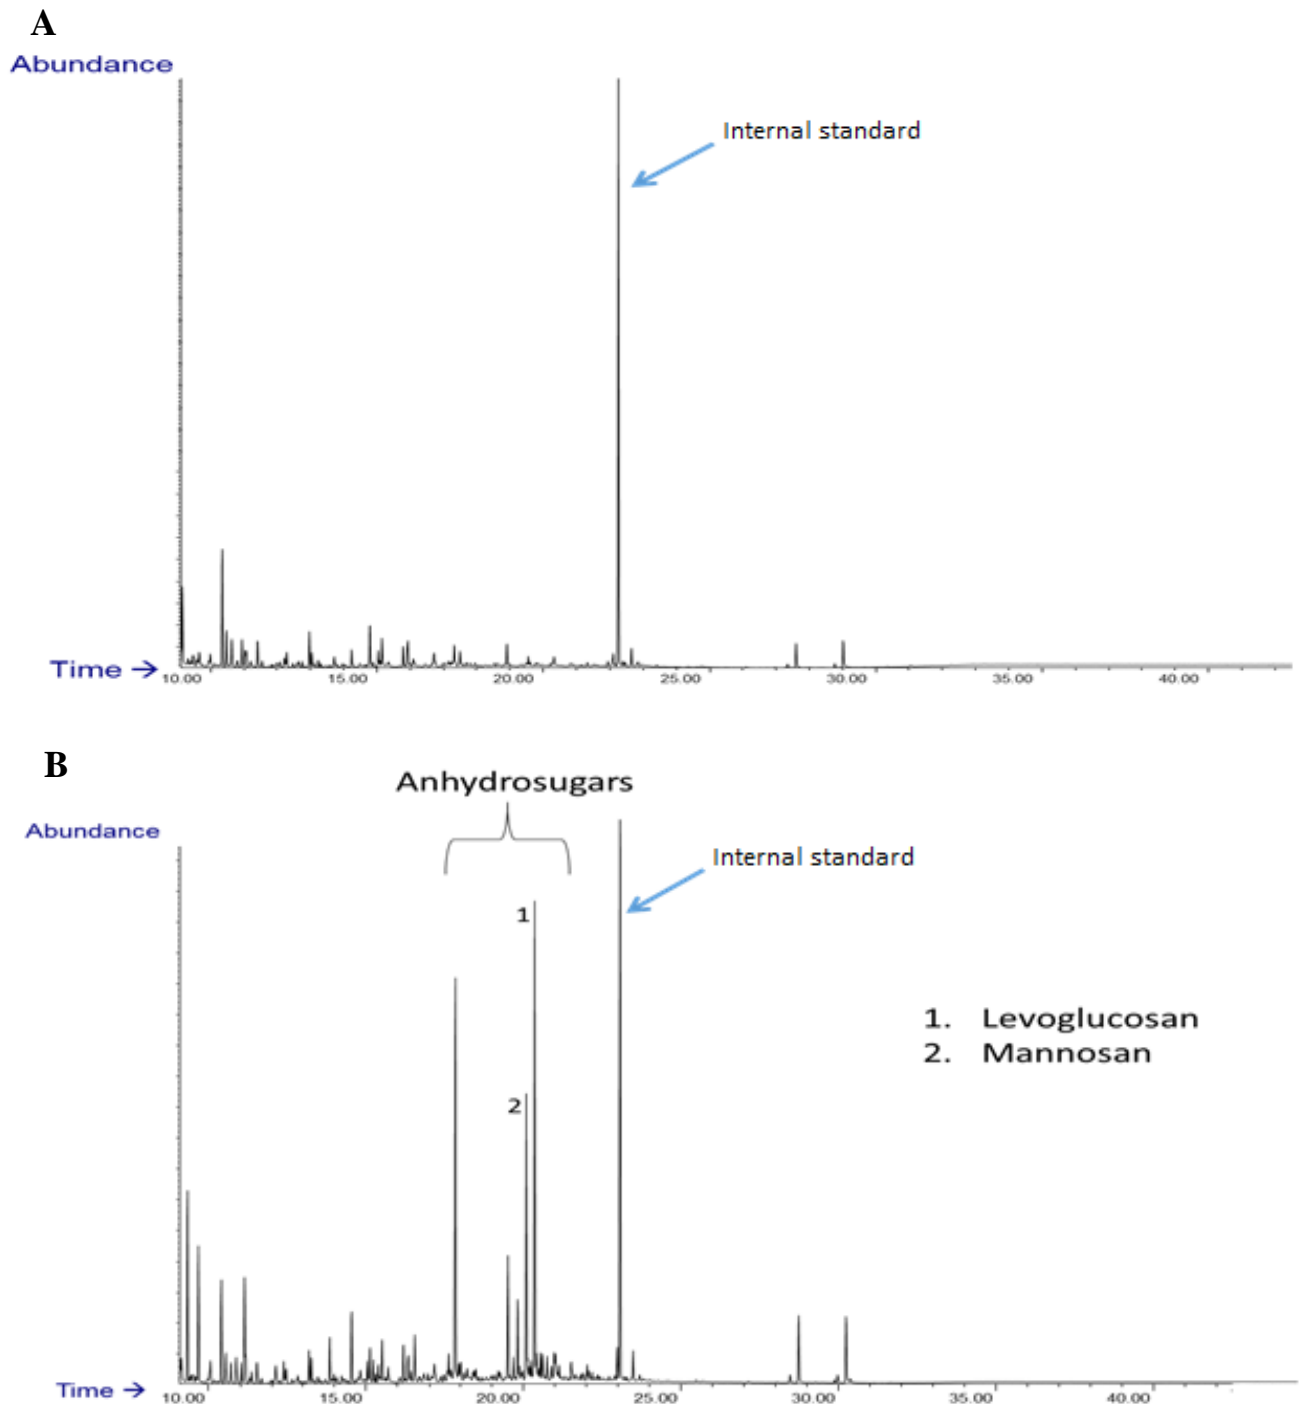 A
Abundance
Internal standard
Time →
10.00 15.00 20.00 25.00 30.00 35.00 40.00
B
Anhydrosugars
Abundance
Internal standard
1
1. Levoglucosan
2. Mannosan
2
Time →
10.00 15.00 20.00 25.00 30.00 35.00 40.00